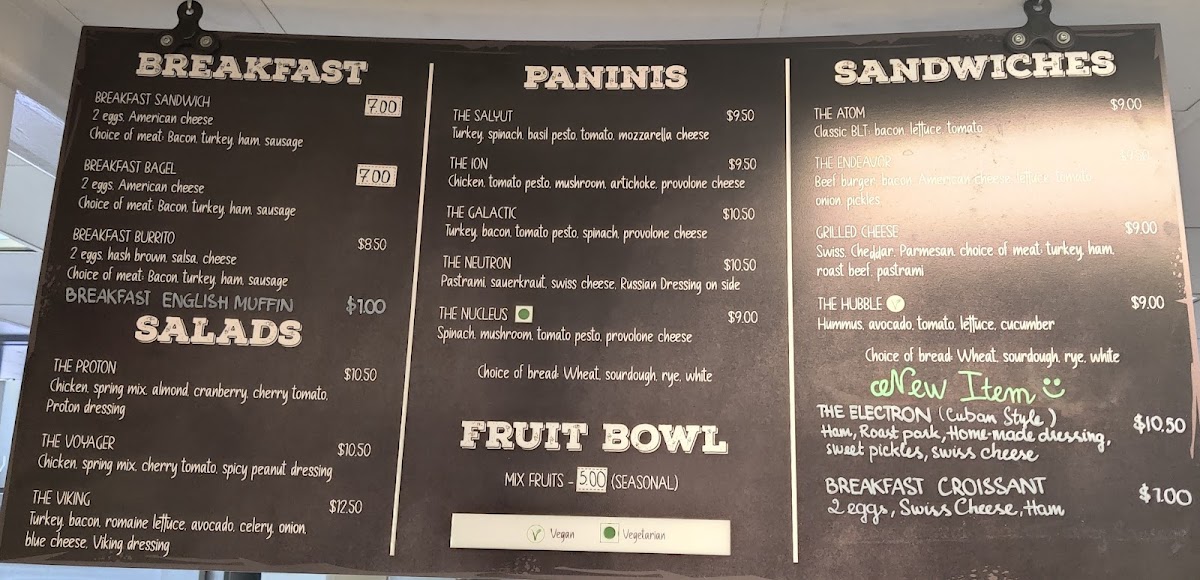 BREAKFAST
BREAKFAST SANDWICH 7.00
2 eggs, American cheese
Choice of meat: Bacon, turkey, ham, sausage
BREAKFAST BAGEL 7.00
2 eggs, American cheese
Choice of meat: Bacon, turkey, ham, sausage
BREAKFAST BURRITO $8.50
2 eggs, hash brown, salsa, cheese
Choice of meat: Bacon, turkey, ham, sausage
BREAKFAST ENGLISH MUFFIN
SALADS
THE PROTON $10.50
Chicken, spring mix, almond, cranberry, cherry tomato,
Proton dressing
THE VOYAGER $10.50
Chicken, spring mix, cherry tomato, spicy peanut dressing
THE VIKING $12.50
Turkey, bacon, romaine lettuce, avocado, celery, onion,
blue cheese, Viking dressing
PANINIS
THE SALYUT $9.50
Turkey, spinach, basil pesto, tomato, mozzarella cheese
THE ION $9.50
Chicken, tomato pesto, mushroom, artichoke, provolone cheese
THE GALACTIC $10.50
Turkey, bacon, tomato pesto, spinach, provolone cheese
THE NEUTRON $10.50
Pastrami, sauerkraut, swiss cheese, Russian Dressing on side
THE NUCLEUS $9.00
Spinach, mushroom, tomato pesto, provolone cheese
Choice of bread: Wheat, sourdough, rye, white
FRUIT BOWL
MIX FRUITS - 5.00 (SEASONAL)
V Vegan Vegetarian
SANDWICHES
THE ATOM $9.00
Classic BLT: bacon, lettuce, tomato
THE ENDEAVOR
Beef burger, bacon, American cheese, lettuce, tomato,
onion, pickles
GRILLED CHEESE $9.00
Swiss, Cheddar, Parmesan, choice of meat: turkey, ham,
roast beef, pastrami
THE HUBBLE V $9.00
Hummus, avocado, tomato, lettuce, cucumber
Choice of bread: Wheat, sourdough, rye, white
New Item
THE ELECTRON (Cuban Style) $10.50
Ham, Roast pork, Home-made dressing,
sweet pickles, swiss cheese
BREAKFAST CROISSANT
2 eggs, Swiss Cheese, Ham